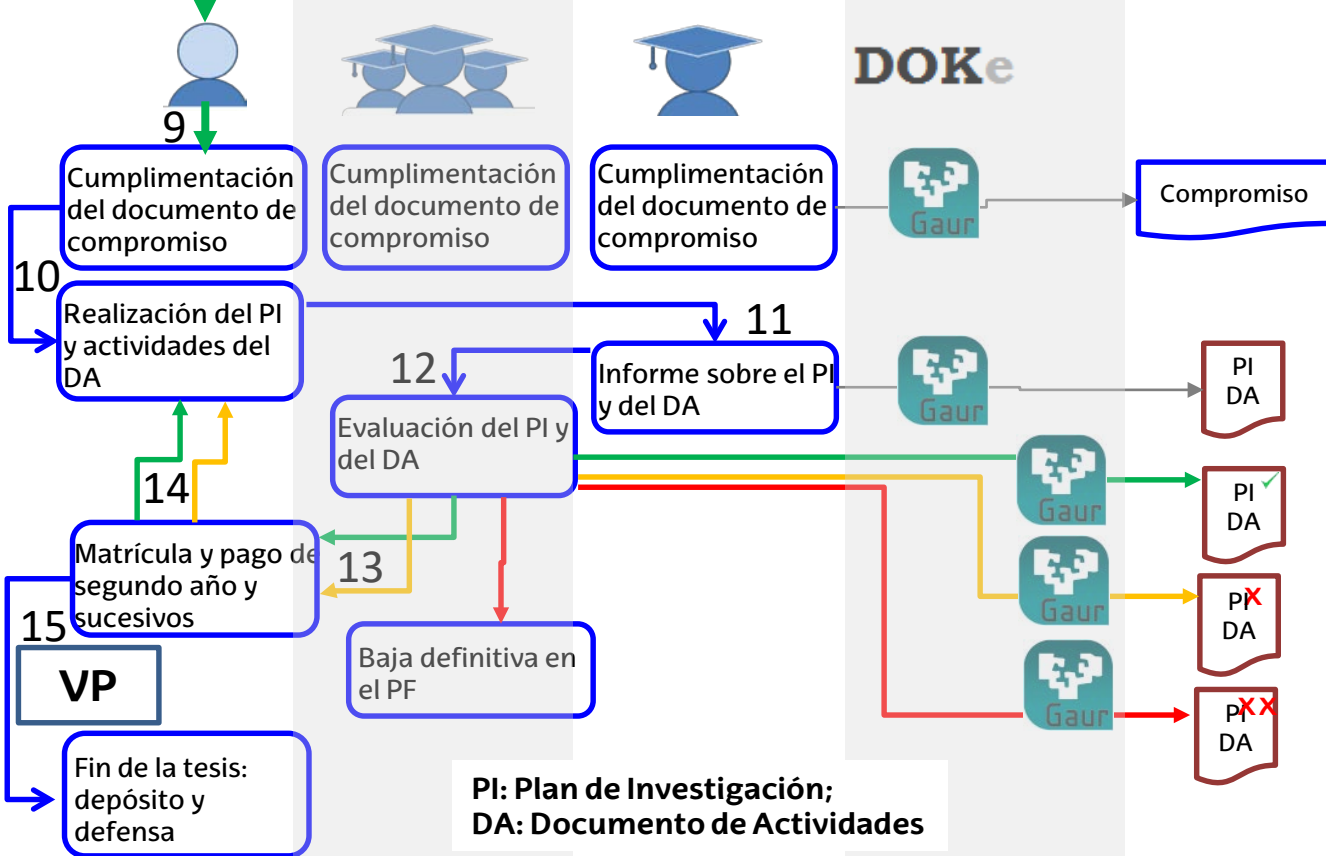 DOKe
9
Cumplimentación
del documento de
compromiso
Cumplimentación
del documento de
compromiso
Cumplimentación
del documento de
compromiso
Gaur
Compromiso
10
Realización del PI
y actividades del
DA
11
Informe sobre el PI
y del DA
Gaur
PI
DA
12
Evaluación del PI y
del DA
Gaur
PI
DA
14
Matrícula y pago de
segundo año y
sucesivos
13
Gaur
PI X
DA
15
VP
Baja definitiva en
el PF
Gaur
PI X X
DA
Fin de la tesis:
depósito y
defensa
PI: Plan de Investigación;
DA: Documento de Actividades